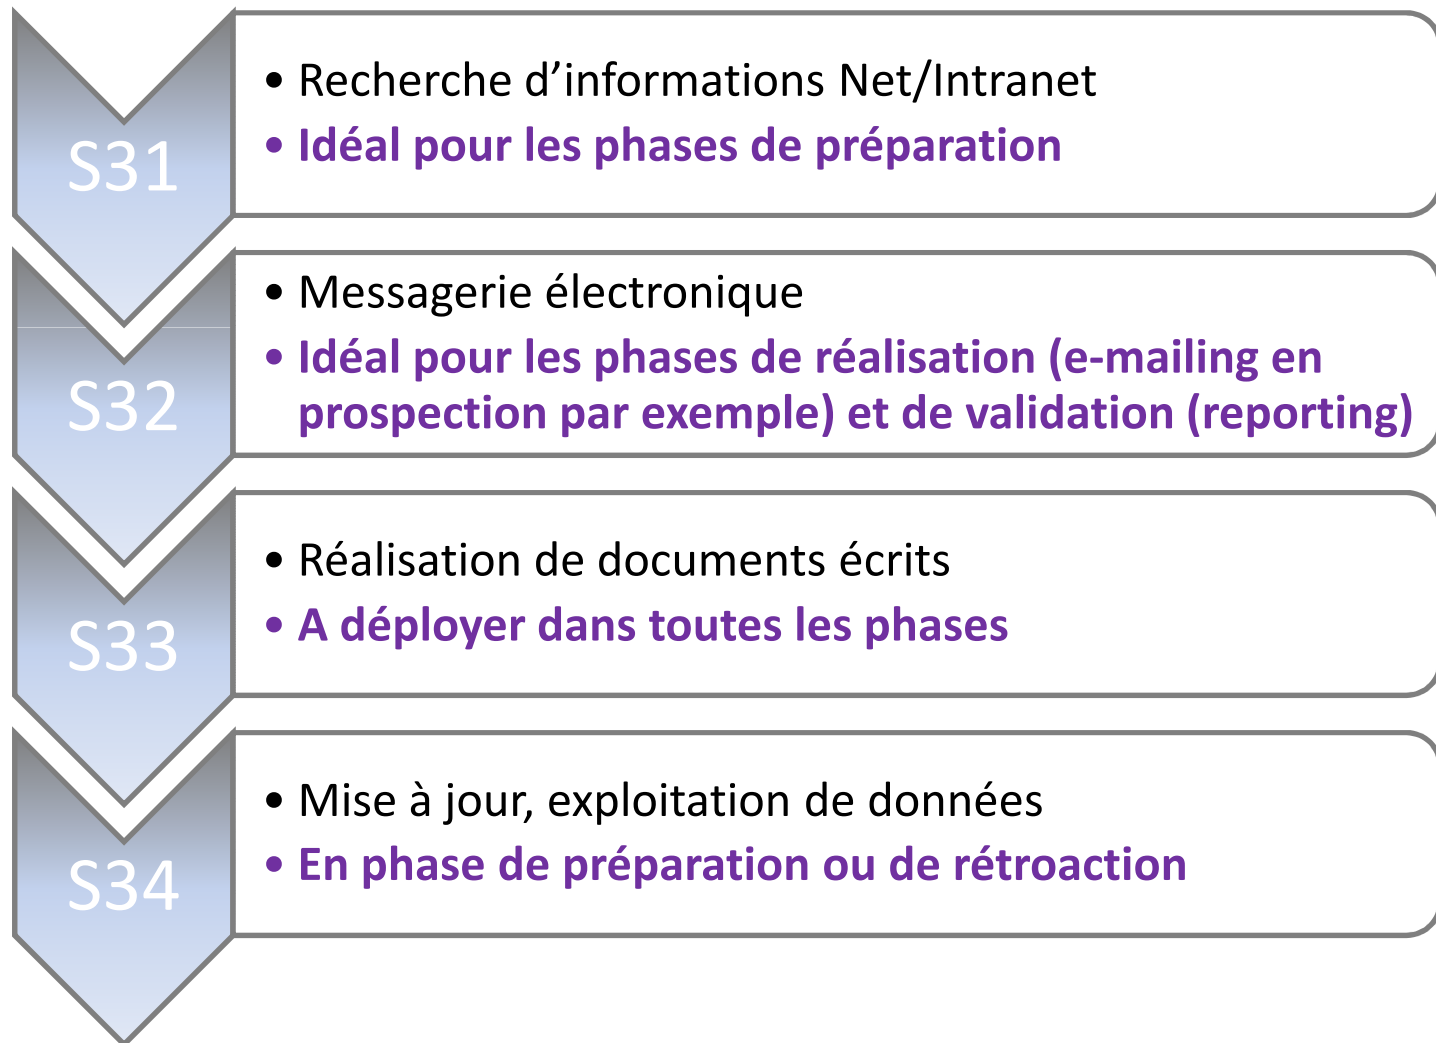 S31
• Recherche d’informations Net/Intranet
• Idéal pour les phases de préparation
S32
• Messagerie électronique
• Idéal pour les phases de réalisation (e-mailing en
prospection par exemple) et de validation (reporting)
S33
• Réalisation de documents écrits
• A déployer dans toutes les phases
S34
• Mise à jour, exploitation de données
• En phase de préparation ou de rétroaction